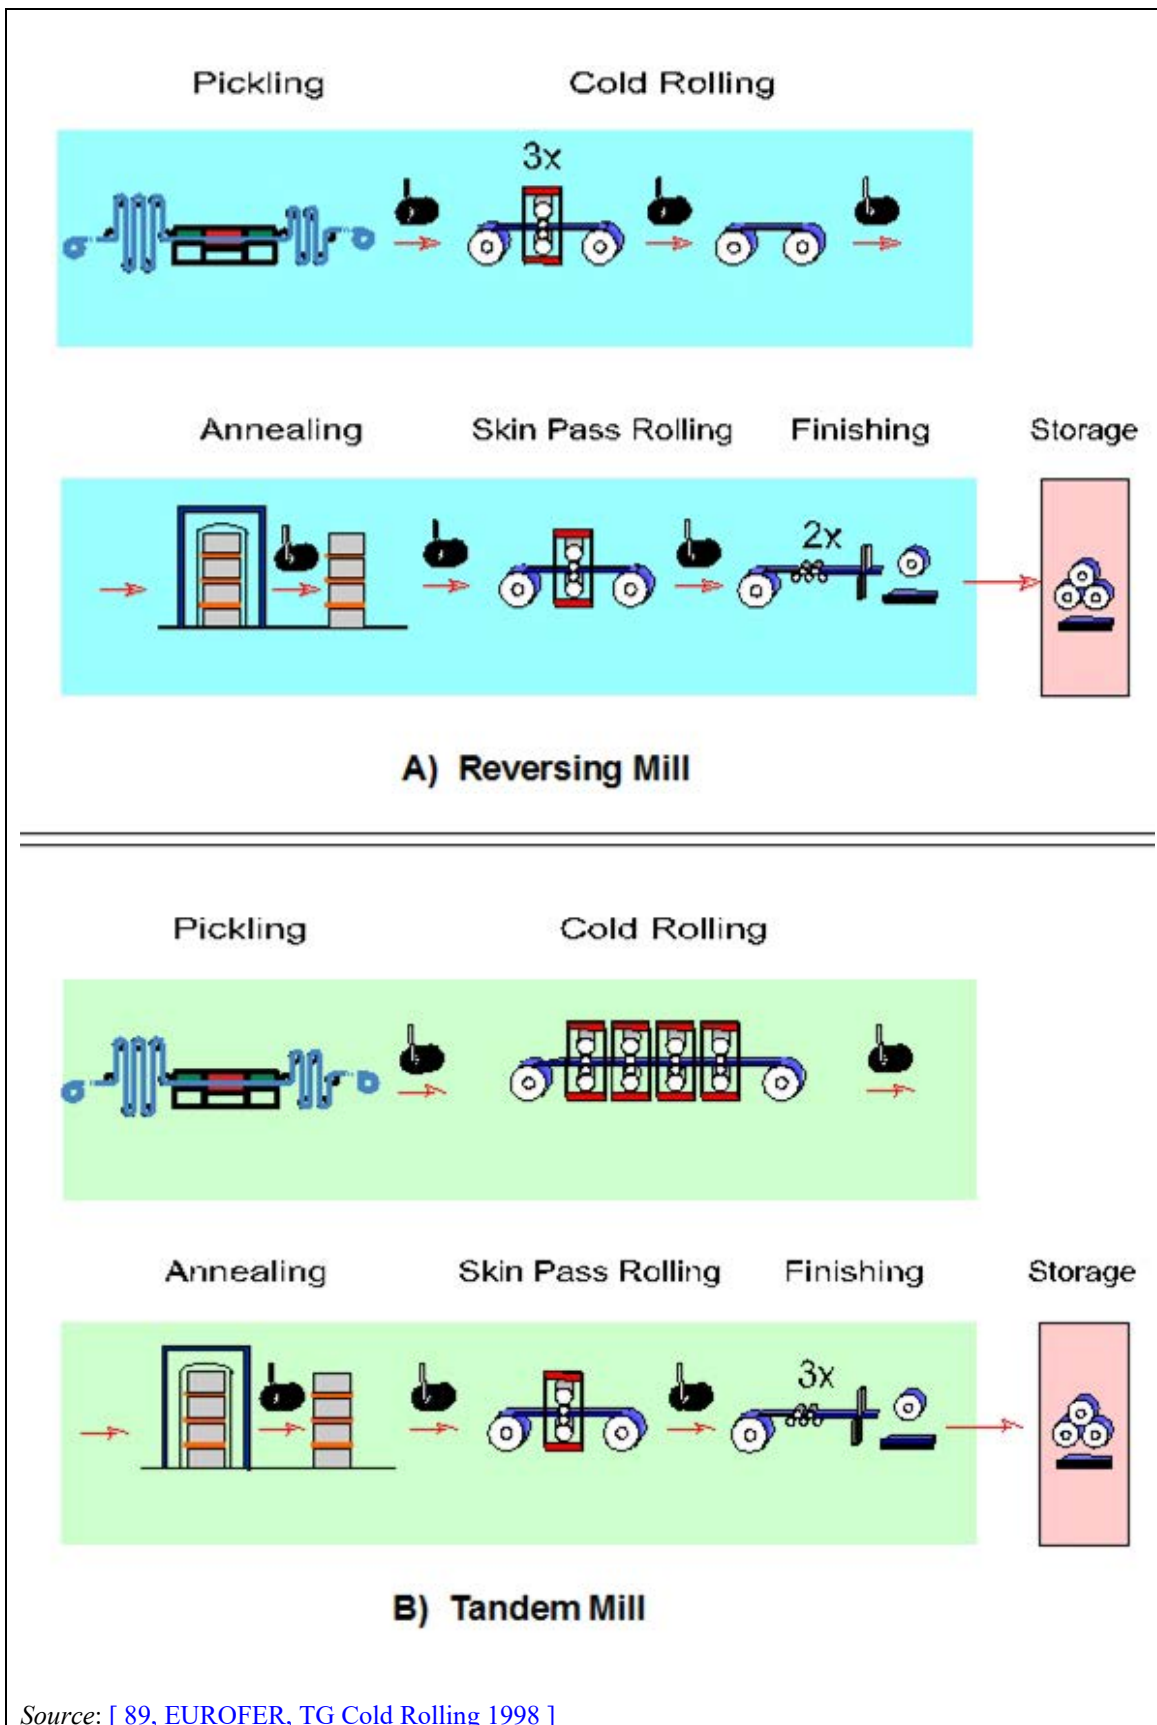 Pickling Cold Rolling
3x
Annealing Skin Pass Rolling Finishing Storage
2x
A) Reversing Mill
Pickling Cold Rolling
Annealing Skin Pass Rolling Finishing Storage
3x
B) Tandem Mill
Source: [ 89, EUROFER, TG Cold Rolling 1998 ]